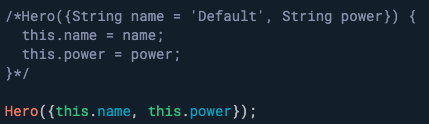 /*Hero({String name = 'Default', String power}) {
  this.name = name;
  this.power = power;
}*/
Hero({this.name, this.power});